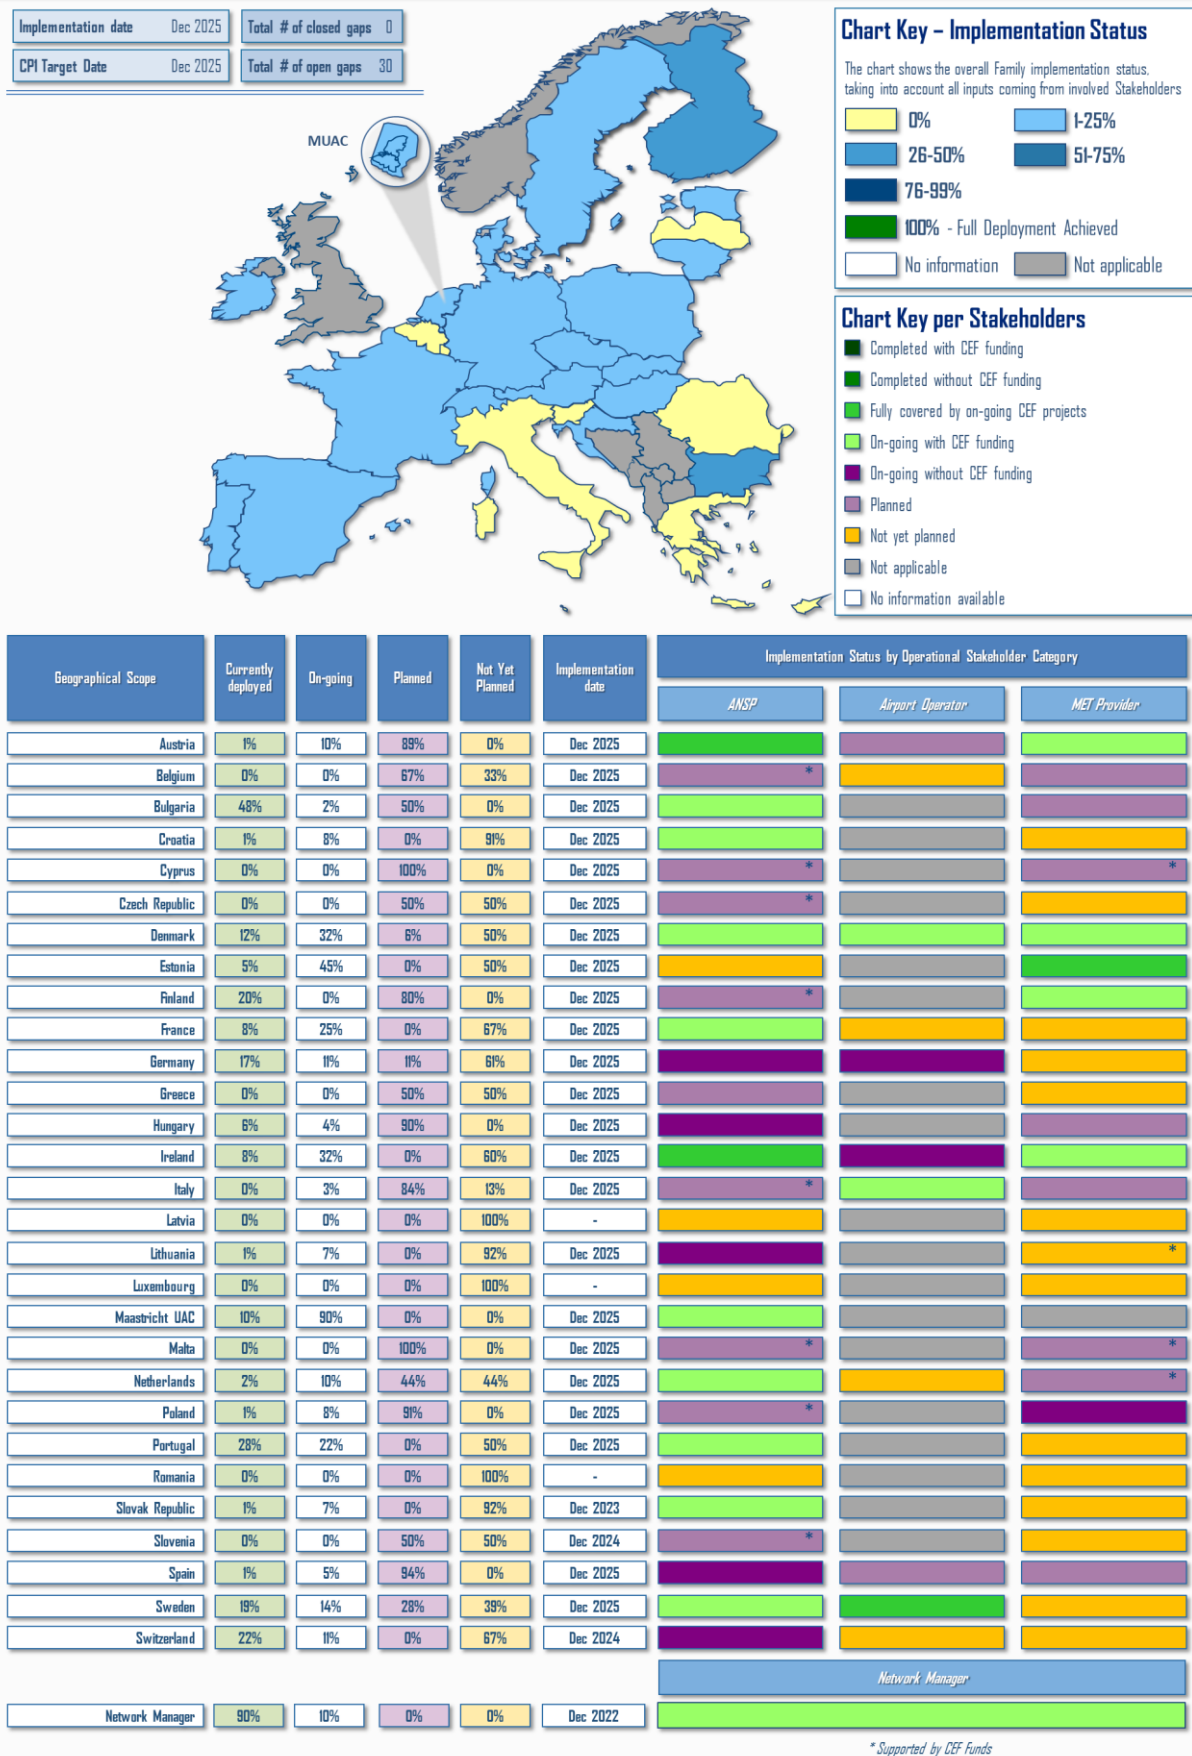 Implementation date Dec 2025 Total # of closed gaps 0
CP1 Target Date Dec 2025 Total # of open gaps 30
MUAC
Chart Key – Implementation Status
The chart shows the overall Family implementation status,
taking into account all inputs coming from involved Stakeholders
0% 1-25%
26-50% 51-75%
76-99%
100% - Full Deployment Achieved
No information Not applicable
Chart Key per Stakeholders
Completed with CEF funding
Completed without CEF funding
Fully covered by on-going CEF projects
On-going with CEF funding
On-going without CEF funding
Planned
Not yet planned
Not applicable
No information available
Geographical Scope Currently deployed On-going Planned Not Yet Planned Implementation date Implementation Status by Operational Stakeholder Category
ANSP Airport Operator MET Provider
Austria 1% 10% 89% 0% Dec 2025
Belgium 0% 0% 67% 33% Dec 2025 *
Bulgaria 48% 2% 50% 0% Dec 2025
Croatia 1% 8% 0% 91% Dec 2025
Cyprus 0% 0% 100% 0% Dec 2025 * *
Czech Republic 0% 0% 50% 50% Dec 2025 *
Denmark 12% 32% 6% 50% Dec 2025
Estonia 5% 45% 0% 50% Dec 2025
Finland 20% 0% 80% 0% Dec 2025 *
France 8% 25% 0% 67% Dec 2025
Germany 17% 11% 11% 61% Dec 2025
Greece 0% 0% 50% 50% Dec 2025
Hungary 6% 4% 90% 0% Dec 2025
Ireland 8% 32% 0% 60% Dec 2025
Italy 0% 3% 84% 13% Dec 2025 *
Latvia 0% 0% 0% 100% -
Lithuania 1% 7% 0% 92% Dec 2025 *
Luxembourg 0% 0% 0% 100% -
Maastricht UAC 10% 90% 0% 0% Dec 2025
Malta 0% 0% 100% 0% Dec 2025 * *
Netherlands 2% 10% 44% 44% Dec 2025 *
Poland 1% 8% 91% 0% Dec 2025 *
Portugal 28% 22% 0% 50% Dec 2025
Romania 0% 0% 0% 100% -
Slovak Republic 1% 7% 0% 92% Dec 2023
Slovenia 0% 0% 50% 50% Dec 2024 *
Spain 1% 5% 94% 0% Dec 2025
Sweden 19% 14% 28% 39% Dec 2025
Switzerland 22% 11% 0% 67% Dec 2024
Network Manager
Network Manager 90% 10% 0% 0% Dec 2022
* Supported by CEF Funds